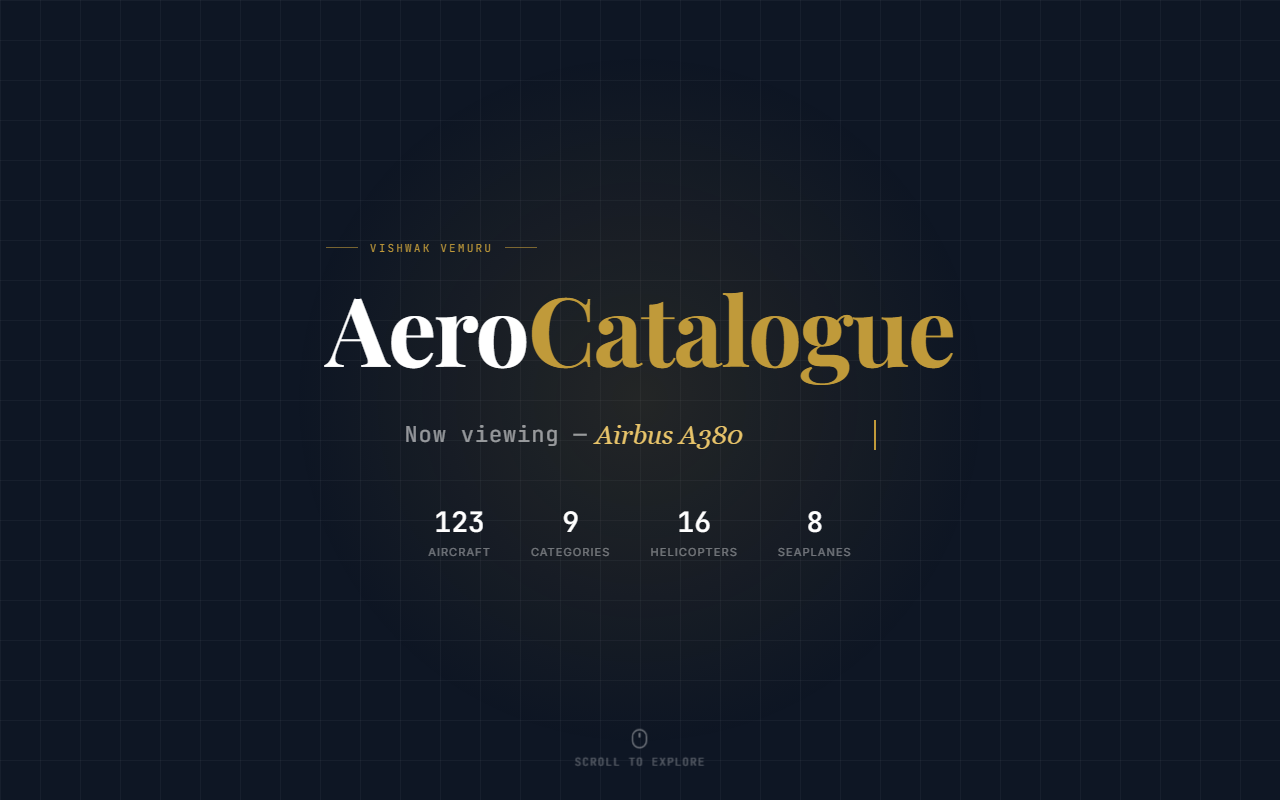 VISHWAK VEMURU
AeroCatalogue
Now viewing — Airbus A380
123 9 16 8
AIRCRAFT CATEGORIES HELICOPTERS SEAPLANES
SCROLL TO EXPLORE